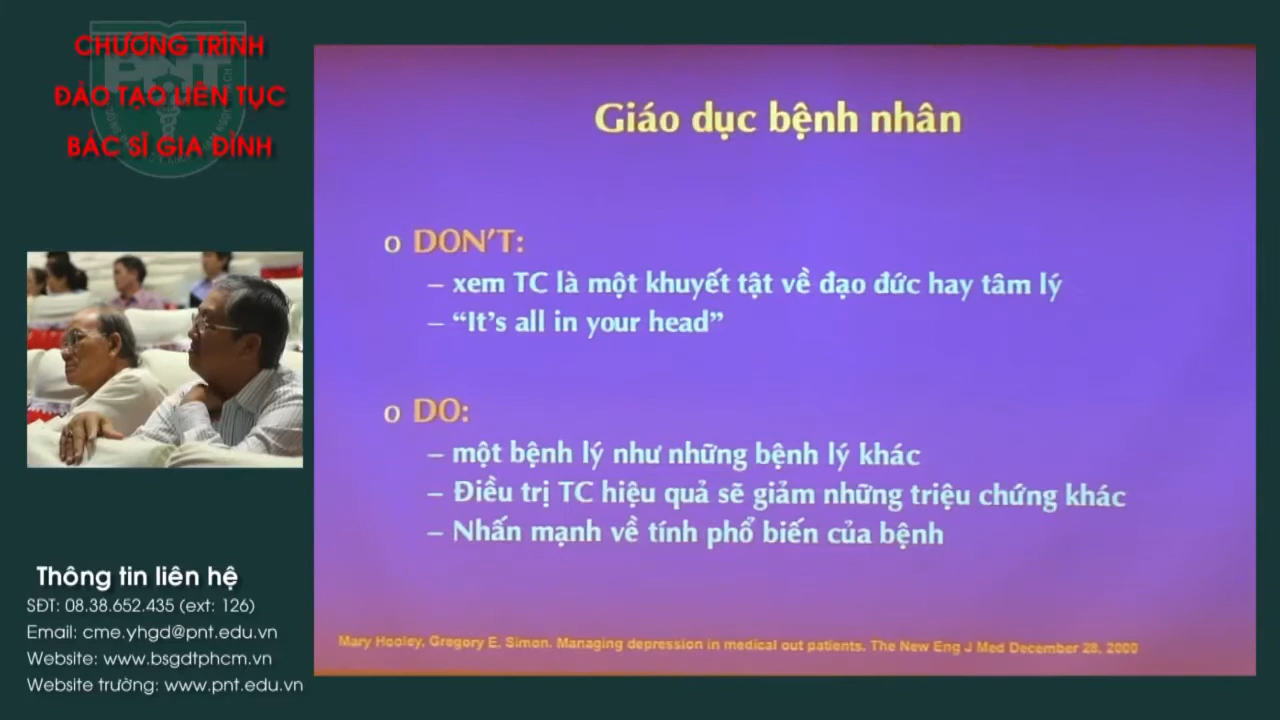 CHƯƠNG TRÌNH
ĐÀO TẠO LIÊN TỤC
BÁC SĨ GIA ĐÌNH
PNT
Giáo dục bệnh nhân
o DON'T:
– xem TC là một khuyết tật về đạo đức hay tâm lý
– “It's all in your head”
o DO:
– một bệnh lý như những bệnh lý khác
– Điều trị TC hiệu quả sẽ giảm những triệu chứng khác
– Nhấn mạnh về tính phổ biến của bệnh
Mary Hooley, Gregory E. Simon. Managing depression in medical out patients. The New Eng J Med December 28, 2000
Thông tin liên hệ
SĐT: 08.38.652.435 (ext: 126)
Email: cme.yhgd@pnt.edu.vn
Website: www.bsgdtphcm.vn
Website trường: www.pnt.edu.vn